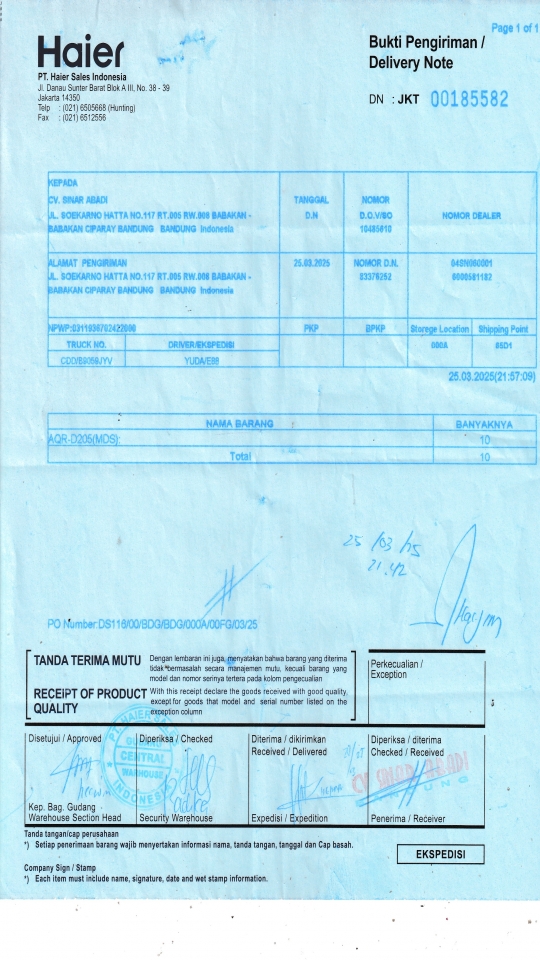 Page 1 of 1
Haier
Bukti Pengiriman /
Delivery Note
PT. Haier Sales Indonesia
Jl. Danau Sunter Barat Blok A III, No. 38 - 39
Jakarta 14350
Telp : (021) 6505668 (Hunting)
Fax : (021) 6512556
DN : JKT 00185582
KEPADA
CV. SINAR ABADI
JL. SOEKARNO HATTA NO.117 RT.005 RW.008 BABAKAN -
BABAKAN CIPARAY BANDUNG BANDUNG Indonesia
TANGGAL
D.N
NOMOR
D.O./SO
10485610
NOMOR DEALER
ALAMAT PENGIRIMAN
JL. SOEKARNO HATTA NO.117 RT.005 RW.008 BABAKAN -
BABAKAN CIPARAY BANDUNG BANDUNG Indonesia
25.03.2025
NOMOR D.N.
83376252
04SN060001
6000581182
PKP
BPKP
Storege Location
Shipping Point
TRUCK NO.
DRIVER/EKSPEDISI
000A
85D1
25.03.2025(21:57:09)
NAMA BARANG
BANYAKNYA
AQR-D205(MDS):
10
Total
10
25/03/25
21.42
PO Number:DS116/00/BDG/BDG/000A/00FG/03/25
TANDA TERIMA MUTU
Dengan lembaran ini juga, menyatakan bahwa barang yang diterima
tidak bermasalah secara manajemen mutu, kecuali barang yang
model dan nomor serinya tertera pada kolom pengecualian
RECEIPT OF PRODUCT
QUALITY
With this receipt declare the goods received with good quality,
except for goods that model and serial number listed on the
exception column
Perkecualian /
Exception
Disetujui / Approved
Diperiksa / Checked
Diterima / dikirimkan
Received / Delivered
Diperiksa / diterima
Checked / Received
CENTRAL
WAREHOUSE
INDONESIA
Kep. Bag. Gudang
Warehouse Section Head
Security Warehouse
Expedisi / Expedition
Penerima / Receiver
Tanda tangan/cap perusahaan
*) Setiap penerimaan barang wajib menyertakan informasi nama, tanda tangan, tanggal dan Cap basah.
EKSPEDISI
Company Sign / Stamp
*) Each item must include name, signature, date and wet stamp information.